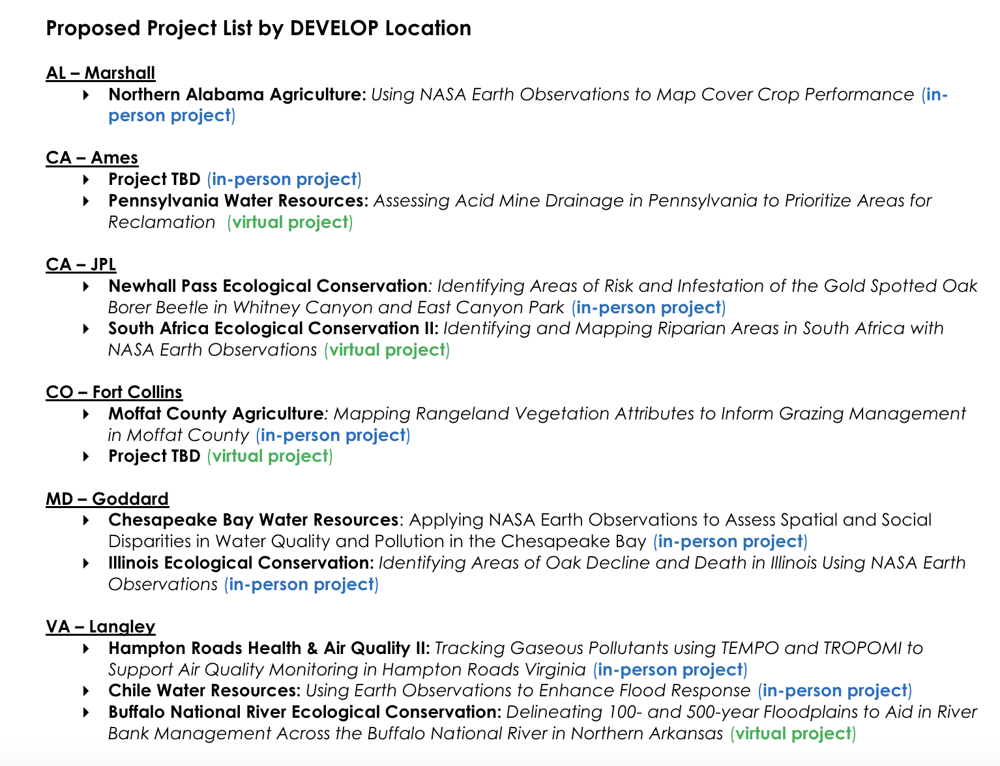 Proposed Project List by DEVELOP Location
AL – Marshall
Northern Alabama Agriculture: Using NASA Earth Observations to Map Cover Crop Performance (in-
person project)
CA – Ames
Project TBD (in-person project)
Pennsylvania Water Resources: Assessing Acid Mine Drainage in Pennsylvania to Prioritize Areas for
Reclamation (virtual project)
CA – JPL
Newhall Pass Ecological Conservation: Identifying Areas of Risk and Infestation of the Gold Spotted Oak
Borer Beetle in Whitney Canyon and East Canyon Park (in-person project)
South Africa Ecological Conservation II: Identifying and Mapping Riparian Areas in South Africa with
NASA Earth Observations (virtual project)
CO – Fort Collins
Moffat County Agriculture: Mapping Rangeland Vegetation Attributes to Inform Grazing Management
in Moffat County (in-person project)
Project TBD (virtual project)
MD – Goddard
Chesapeake Bay Water Resources: Applying NASA Earth Observations to Assess Spatial and Social
Disparities in Water Quality and Pollution in the Chesapeake Bay (in-person project)
Illinois Ecological Conservation: Identifying Areas of Oak Decline and Death in Illinois Using NASA Earth
Observations (in-person project)
VA – Langley
Hampton Roads Health & Air Quality II: Tracking Gaseous Pollutants using TEMPO and TROPOMI to
Support Air Quality Monitoring in Hampton Roads Virginia (in-person project)
Chile Water Resources: Using Earth Observations to Enhance Flood Response (in-person project)
Buffalo National River Ecological Conservation: Delineating 100- and 500-year Floodplains to Aid in River
Bank Management Across the Buffalo National River in Northern Arkansas (virtual project)